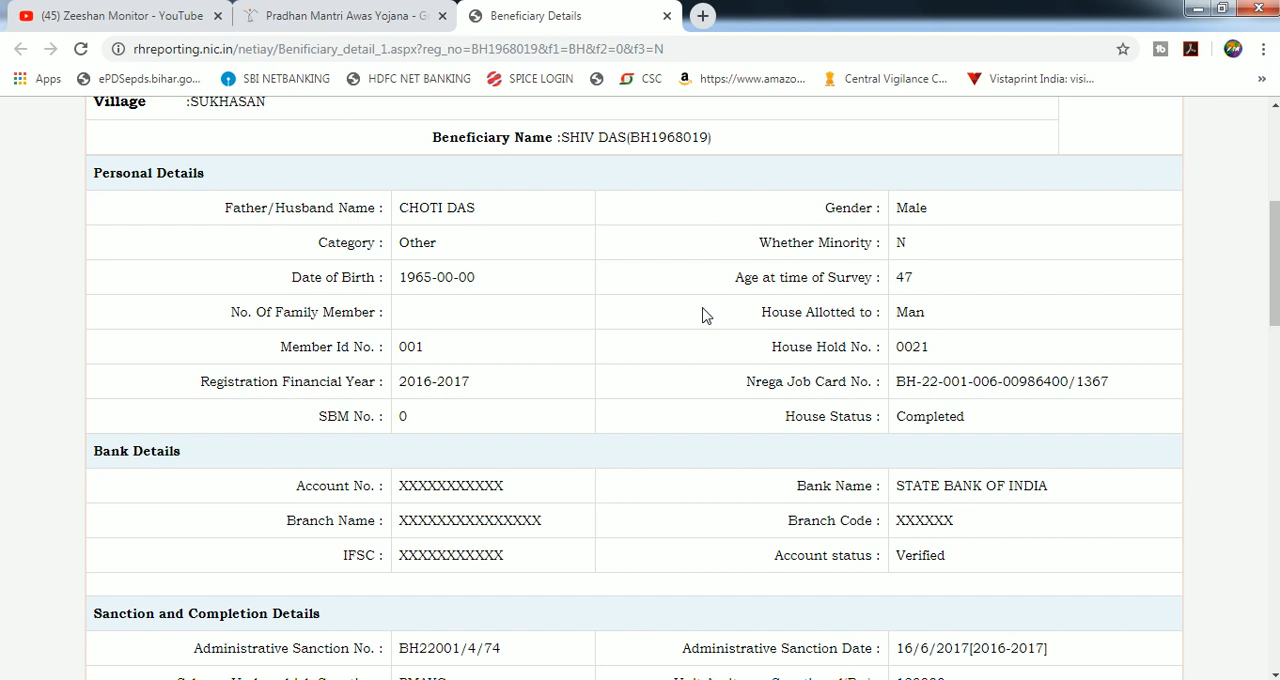 (45) Zeeshan Monitor - YouTube
Pradhan Mantri Awas Yojana - G
Beneficiary Details
rhreporting.nic.in/netiay/Benificiary_detail_1.aspx?reg_no=BH1968019&f1=BH&f2=0&f3=N
Apps ePDSepds.bihar.go... SBI NETBANKING HDFC NET BANKING SPICE LOGIN CSC https://www.amazo... Central Vigilance C... Vistaprint India: visi... »
Village :SUKHASAN
Beneficiary Name :SHIV DAS(BH1968019)
Personal Details
Father/Husband Name : CHOTI DAS Gender : Male
Category : Other Whether Minority : N
Date of Birth : 1965-00-00 Age at time of Survey : 47
No. Of Family Member : House Allotted to : Man
Member Id No. : 001 House Hold No. : 0021
Registration Financial Year : 2016-2017 Nrega Job Card No. : BH-22-001-006-00986400/1367
SBM No. : 0 House Status : Completed
Bank Details
Account No. : XXXXXXXXXXX Bank Name : STATE BANK OF INDIA
Branch Name : XXXXXXXXXXXXXXX Branch Code : XXXXXX
IFSC : XXXXXXXXXXX Account status : Verified
Sanction and Completion Details
Administrative Sanction No. : BH22001/4/74 Administrative Sanction Date : 16/6/2017[2016-2017]